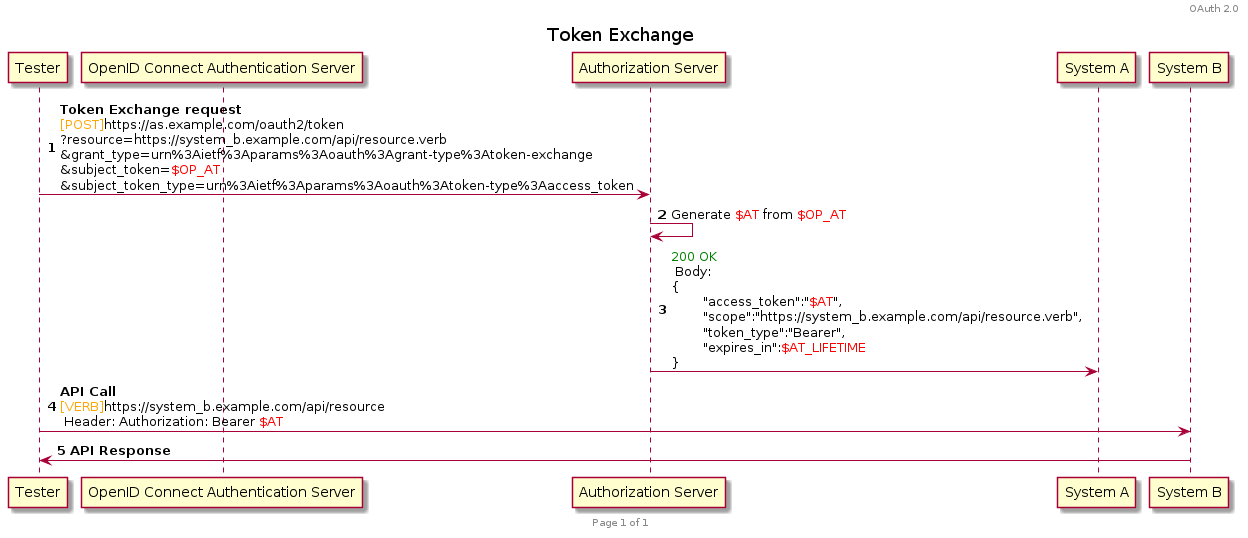 OAuth 2.0
Token Exchange
Tester
OpenID Connect Authentication Server
Authorization Server
System A
System B
1
Token Exchange request
[POST]https://as.example.com/oauth2/token
?resource=https://system_b.example.com/api/resource.verb
&grant_type=urn%3Aietf%3Aparams%3Aoauth%3Agrant-type%3Atoken-exchange
&subject_token=$OP_AT
&subject_token_type=urn%3Aietf%3Aparams%3Aoauth%3Atoken-type%3Aaccess_token
2 Generate $AT from $OP_AT
3
200 OK
Body:
{
"access_token":"$AT",
"scope":"https://system_b.example.com/api/resource.verb",
"token_type":"Bearer",
"expires_in":$AT_LIFETIME
}
4
API Call
[VERB]https://system_b.example.com/api/resource
Header: Authorization: Bearer $AT
5 API Response
Tester
OpenID Connect Authentication Server
Authorization Server
System A
System B
Page 1 of 1